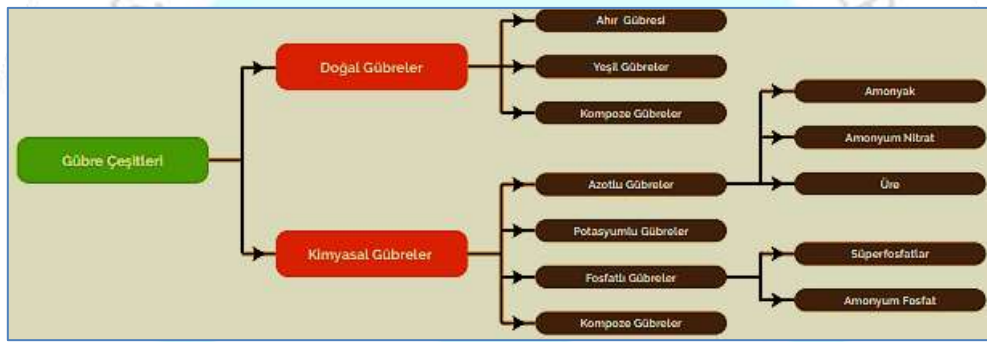 Gübre Çeşitleri
Doğal Gübreler
Ahır Gübresi
Yeşil Gübreler
Kompoze Gübreler
Kimyasal Gübreler
Azotlu Gübreler
Amonyak
Amonyum Nitrat
Üre
Potasyumlu Gübreler
Fosfatlı Gübreler
Süperfosfatlar
Amonyum Fosfat
Kompoze Gübreler